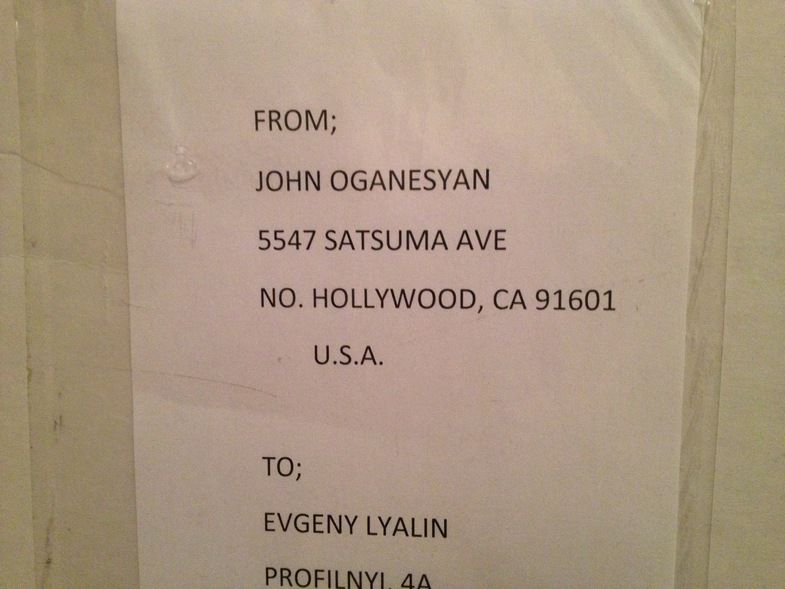 FROM;
JOHN OGANESYAN
5547 SATSUMA AVE
NO. HOLLYWOOD, CA 91601
U.S.A.
TO;
EVGENY LYALIN
PROFILNYI, 4A